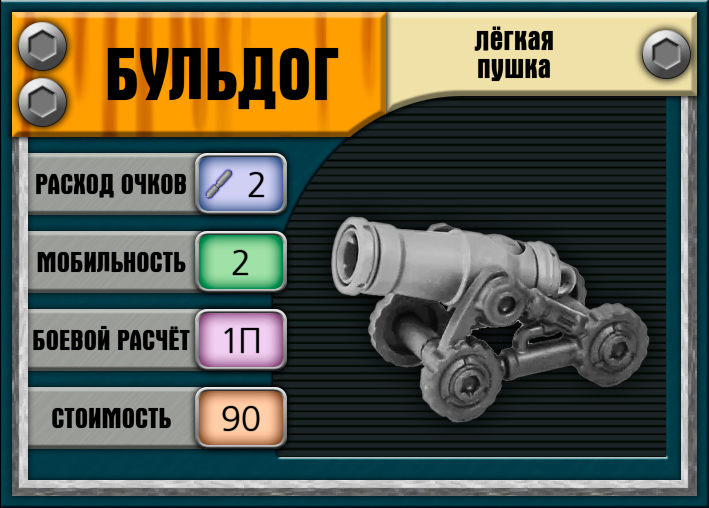 БУЛЬДОГ
лёгкая
пушка
РАСХОД ОЧКОВ 2
МОБИЛЬНОСТЬ 2
БОЕВОЙ РАСЧЁТ 1П
СТОИМОСТЬ 90